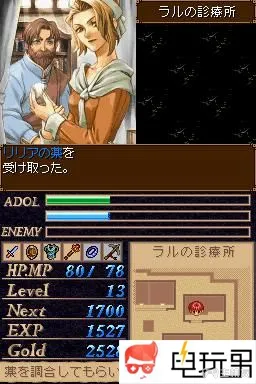 ラルの診療所
リリアの薬を
受け取った。
ADOL
ENEMY
ラルの診療所
HP.MP 80/ 78
Level 13
Next 1700
EXP 1527
Gold 2528
薬を調合してもらい
电玩男